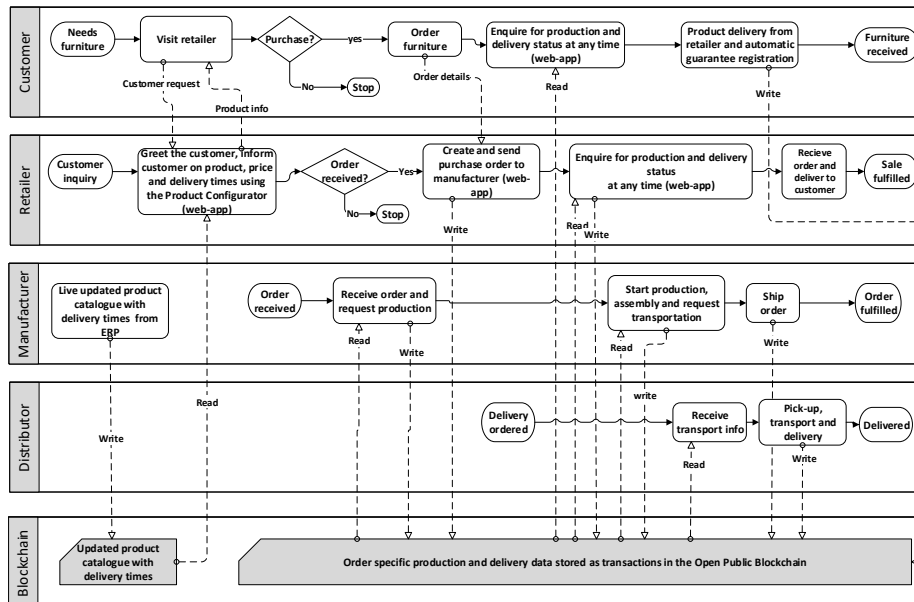 Customer
Needs
furniture
Visit retailer
Purchase?
yes
Order
furniture
Enquire for production and
delivery status at any time
(web-app)
Product delivery from
retailer and automatic
guarantee registration
Furniture
received
No
Stop
Customer request
Product info
Order details
Read
Write
Retailer
Customer
inquiry
Greet the customer, inform
customer on product, price
and delivery times using
the Product Configurator
(web-app)
Order
received?
Yes
Create and send
purchase order to
manufacturer (web-
app)
Enquire for production and delivery
status
at any time (web-app)
Recieve
order and
deliver to
customer
Sale
fulfilled
No
Stop
Write
Read
Write
Manufacturer
Live updated product
catalogue with
delivery times from
ERP
Order
received
Receive order and
request production
Start production,
assembly and request
transportation
Ship
order
Order
fulfilled
Read
Write
Read
write
Write
Distributor
Write
Read
Delivery
ordered
Receive
transport info
Pick-up,
transport and
delivery
Delivered
Read
Write
Blockchain
Updated product
catalogue with
delivery times
Order specific production and delivery data stored as transactions in the Open Public Blockchain